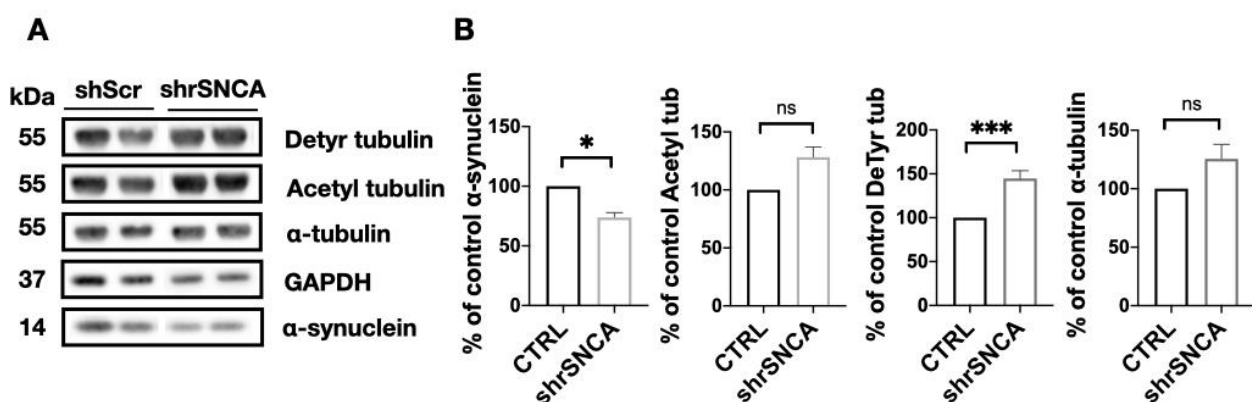 A
kDa
shScr shrSNCA
55 Detyr tubulin
55 Acetyl tubulin
55 α-tubulin
37 GAPDH
14 α-synuclein
B
% of control α-synuclein
150
100
50
0
*
CTRL
shrSNCA
% of control Acetyl tub
150
100
50
0
ns
CTRL
shrSNCA
% of control DeTyr tub
200
150
100
50
0
***
CTRL
shrSNCA
% of control α-tubulin
150
100
50
0
ns
CTRL
shrSNCA